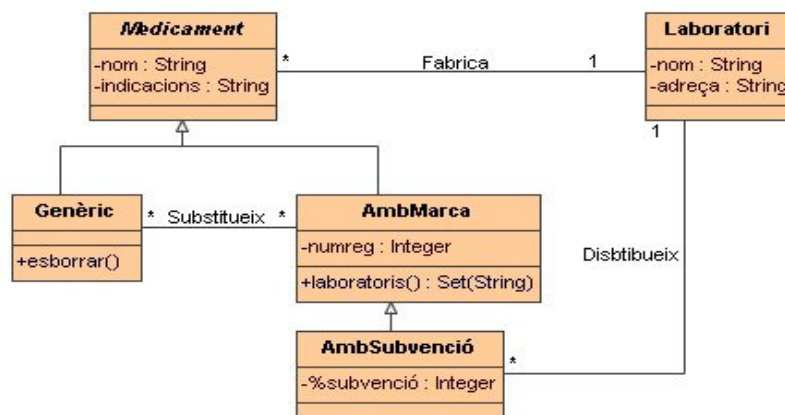 Medicament
-nom : String
-indicacions : String
* Fabrica 1
Laboratori
-nom : String
-adreça : String
1
Genèric
+esborrar()
* Substitueix *
AmbMarca
-numreg : Integer
+laboratoris() : Set(String)
Disbtibueix
AmbSubvenció
-%subvenció : Integer
*